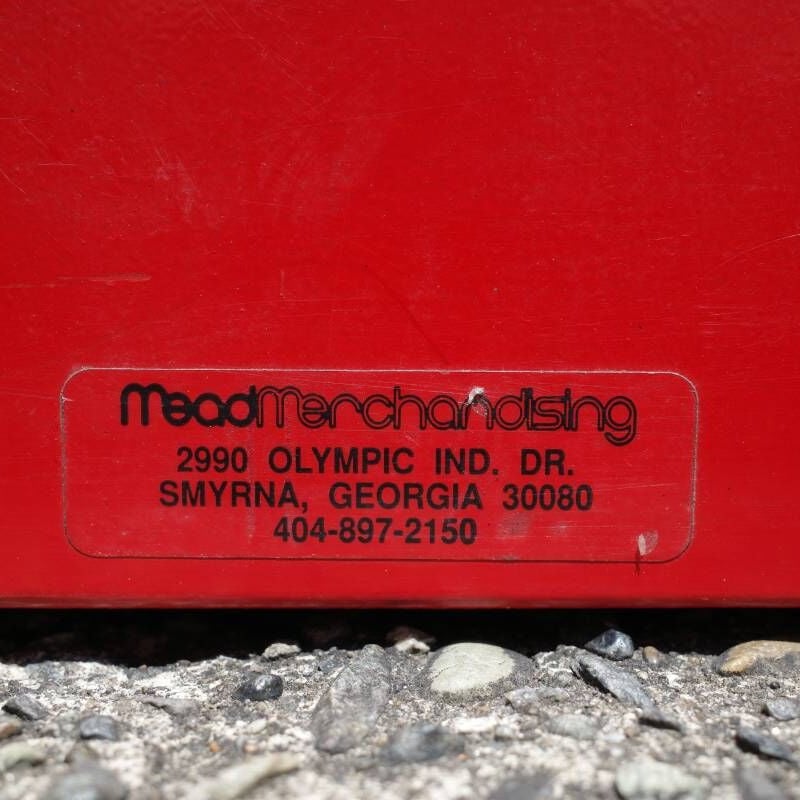 MeadMerchandising
2990 OLYMPIC IND. DR.
SMYRNA, GEORGIA 30080
404-897-2150